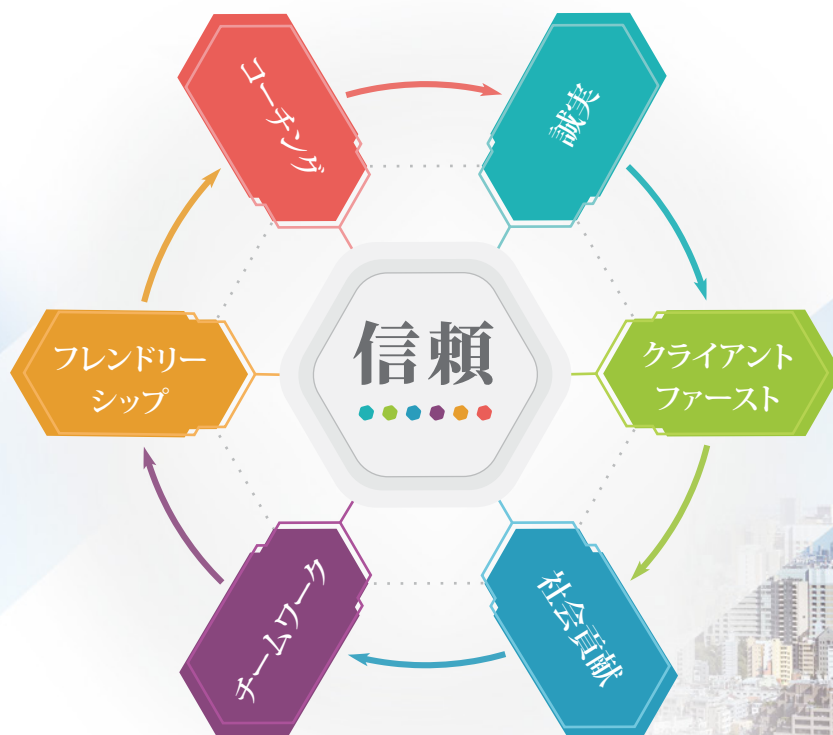 コーチング
誠実
信頼
フレンドリー
シップ
クライアント
ファースト
チームワーク
社会貢献